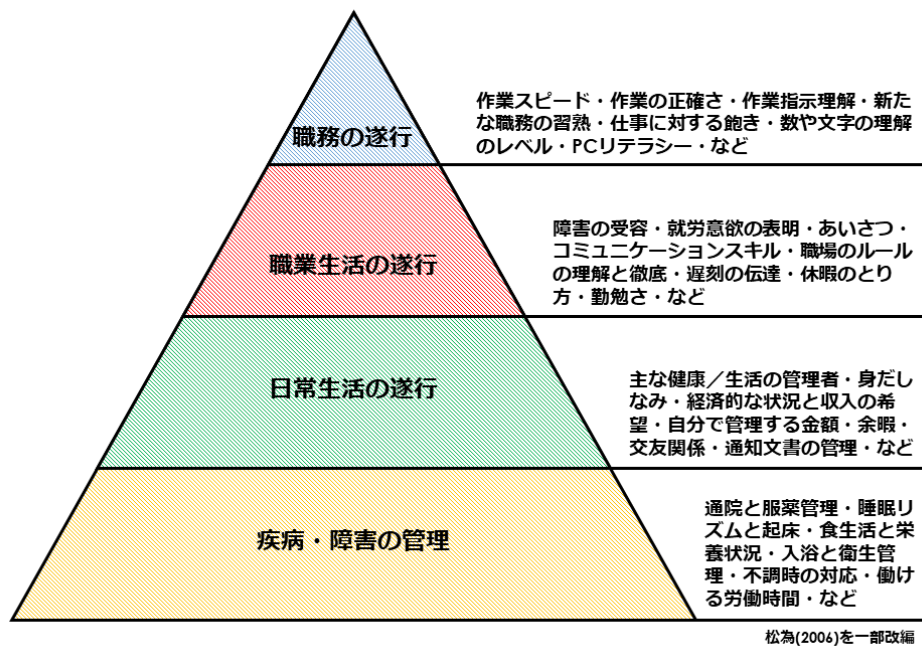 職務の遂行
作業スピード・作業の正確さ・作業指示理解・新た
な職務の習熟・仕事に対する飽き・数や文字の理解
のレベル・PCリテラシー・など
職業生活の遂行
障害の受容・就労意欲の表明・あいさつ・
コミュニケーションスキル・職場のルール
の理解と徹底・遅刻の伝達・休暇のとり
方・勤勉さ・など
日常生活の遂行
主な健康／生活の管理者・身だし
なみ・経済的な状況と収入の希
望・自分で管理する金額・余暇・
交友関係・通知文書の管理・など
疾病・障害の管理
通院と服薬管理・睡眠リ
ズムと起床・食生活と栄
養状況・入浴と衛生管
理・不調時の対応・働け
る労働時間・など
松為(2006)を一部改編